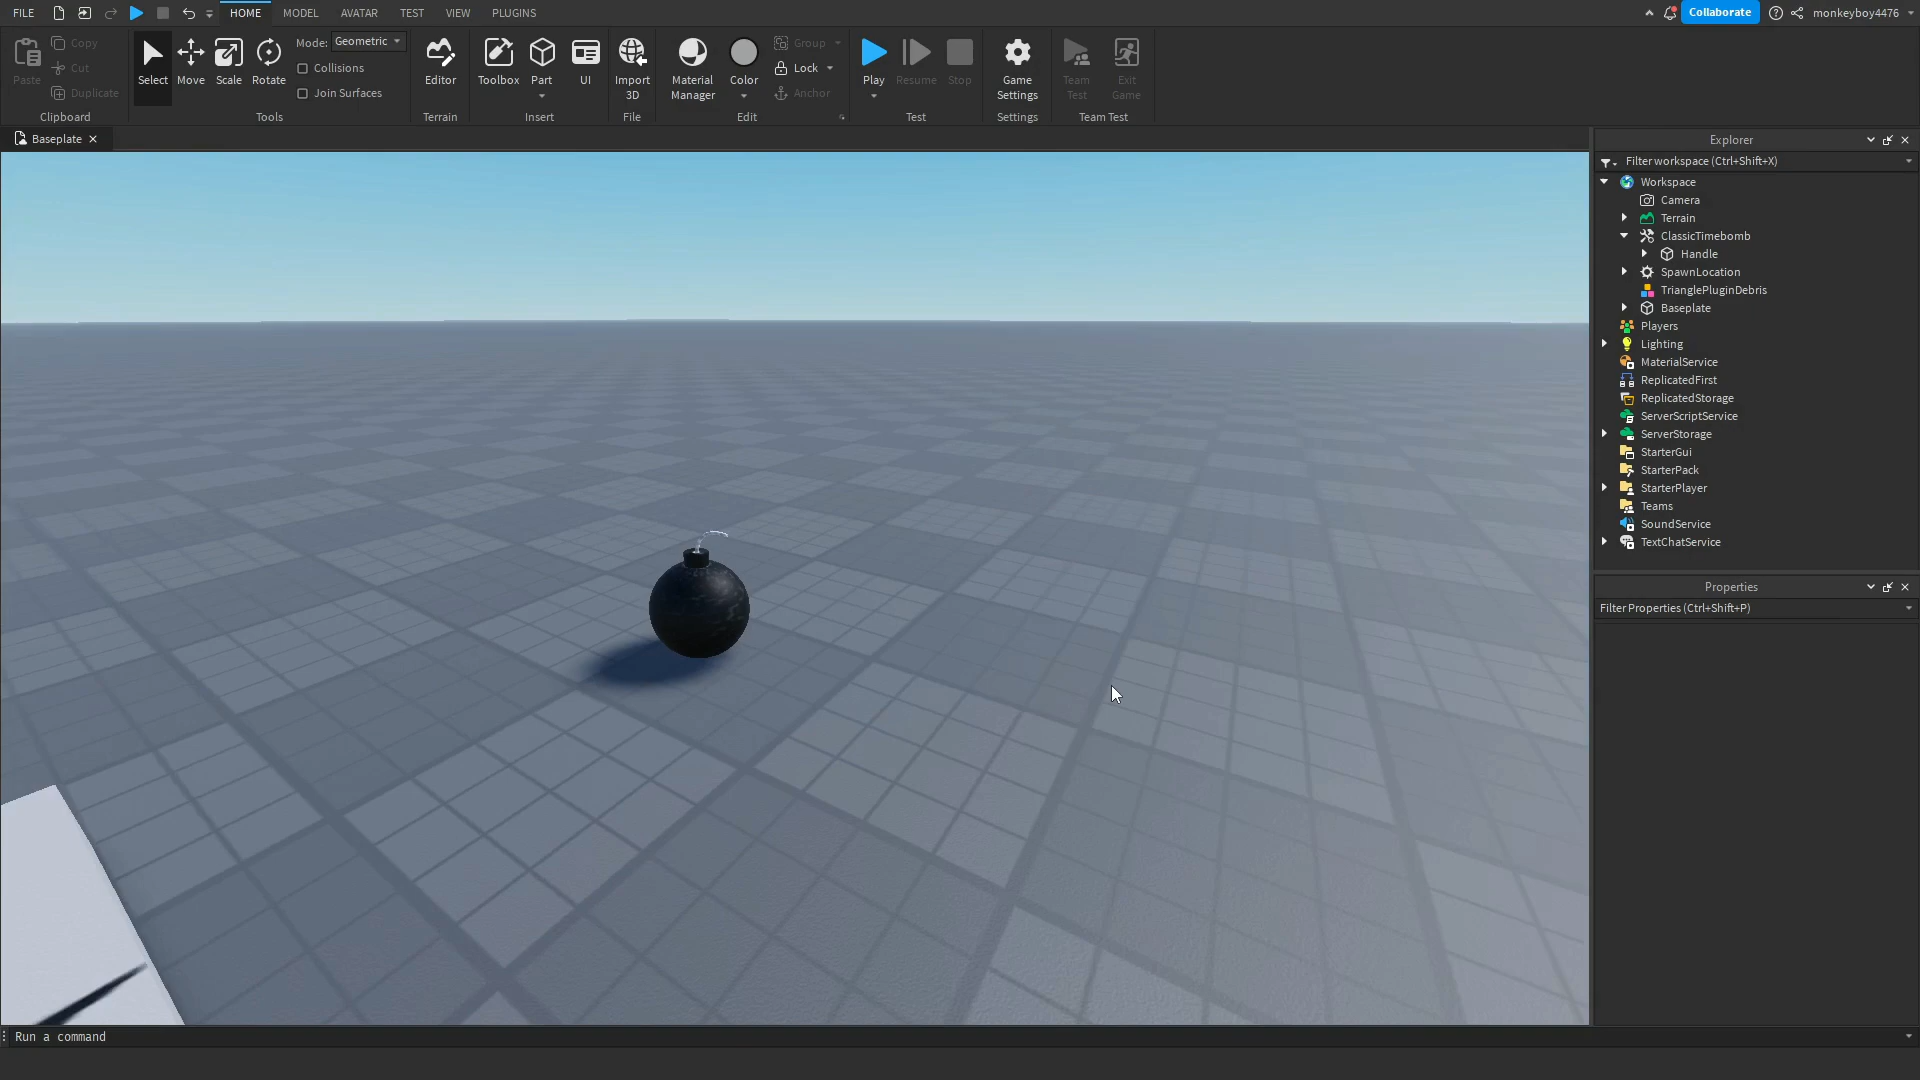 FILE HOME MODEL AVATAR TEST VIEW PLUGINS Collaborate monkeyboy4476
Paste Copy Cut Duplicate Clipboard
Select Move Scale Rotate Mode: Geometric Collisions Join Surfaces Tools
Editor Terrain
Toolbox Part UI Insert
Import 3D File
Material Manager Color Group Lock Anchor Edit
Play Resume Stop Test
Game Settings Settings
Team Test Exit Game Team Test
Baseplate
Explorer
Filter workspace (Ctrl+Shift+X)
Workspace
Camera
Terrain
ClassicTimebomb
Handle
SpawnLocation
TrianglePluginDebris
Baseplate
Players
Lighting
MaterialService
ReplicatedFirst
ReplicatedStorage
ServerScriptService
ServerStorage
StarterGui
StarterPack
StarterPlayer
Teams
SoundService
TextChatService
Properties
Filter Properties (Ctrl+Shift+P)
Run a command